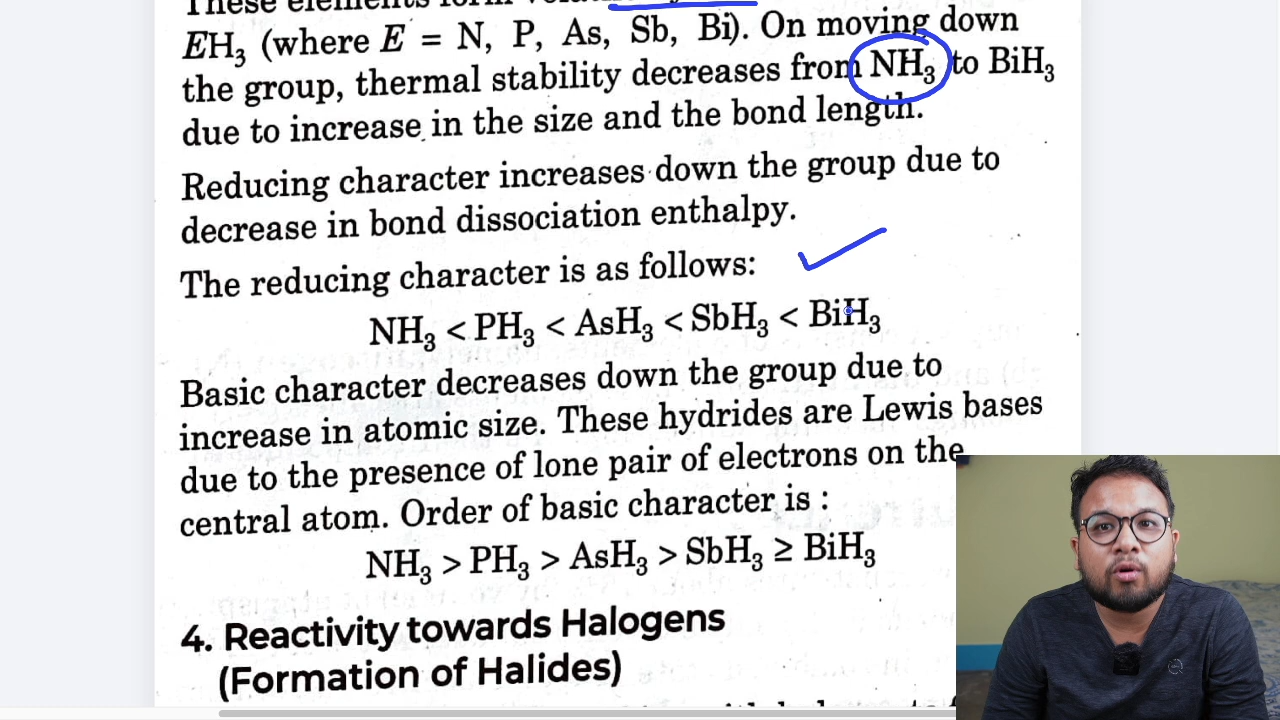 These elements form
EH₃ (where E = N, P, As, Sb, Bi). On moving down
the group, thermal stability decreases from NH₃ to BiH₃
due to increase in the size and the bond length.
Reducing character increases down the group due to
decrease in bond dissociation enthalpy.
The reducing character is as follows:
NH₃ < PH₃ < AsH₃ < SbH₃ < BiH₃
Basic character decreases down the group due to
increase in atomic size. These hydrides are Lewis bases
due to the presence of lone pair of electrons on the
central atom. Order of basic character is :
NH₃ > PH₃ > AsH₃ > SbH₃ ≥ BiH₃
4. Reactivity towards Halogens
(Formation of Halides)